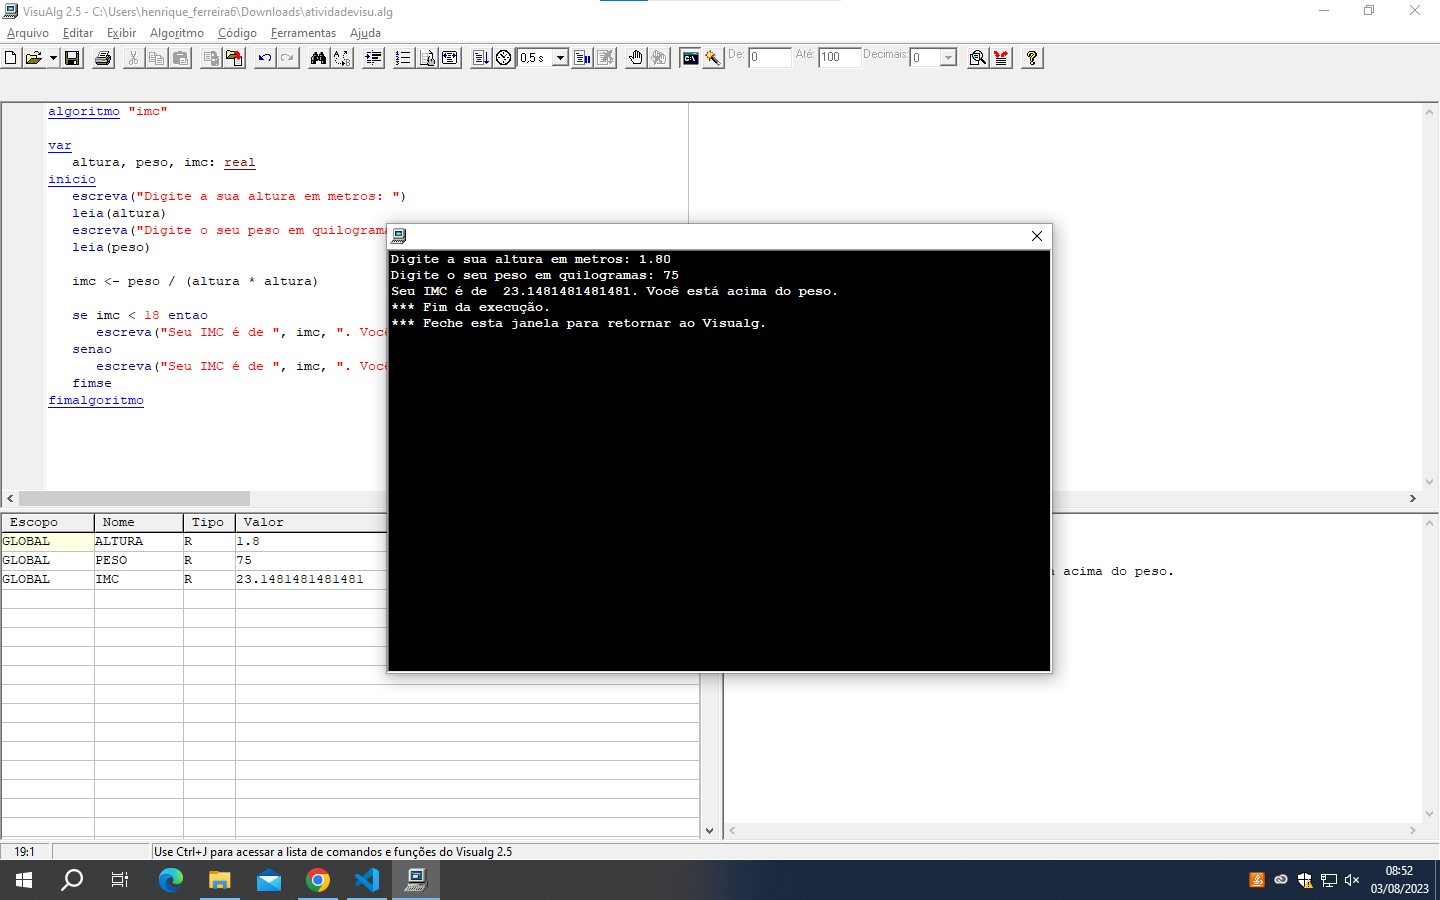 VisuAlg 2.5 - C:\Users\henrique_ferreira6\Downloads\atividadevisu.alg
Arquivo Editar Exibir Algoritmo Código Ferramentas Ajuda
0,5 s De: 0 Até: 100 Decimais: 0
algoritmo "imc"
var
altura, peso, imc: real
inicio
escreva("Digite a sua altura em metros: ")
leia(altura)
escreva("Digite o seu peso em quilograma
leia(peso)
imc <- peso / (altura * altura)
se imc < 18 entao
escreva("Seu IMC é de ", imc, ". Você
senao
escreva("Seu IMC é de ", imc, ". Você
fimse
fimalgoritmo
Digite a sua altura em metros: 1.80
Digite o seu peso em quilogramas: 75
Seu IMC é de  23.1481481481481. Você está acima do peso.
*** Fim da execução.
*** Feche esta janela para retornar ao Visualg.
Escopo Nome Tipo Valor
GLOBAL ALTURA R 1.8
GLOBAL PESO R 75
GLOBAL IMC R 23.1481481481481
acima do peso.
19:1 Use Ctrl+J para acessar a lista de comandos e funções do Visualg 2.5
08:52
03/08/2023